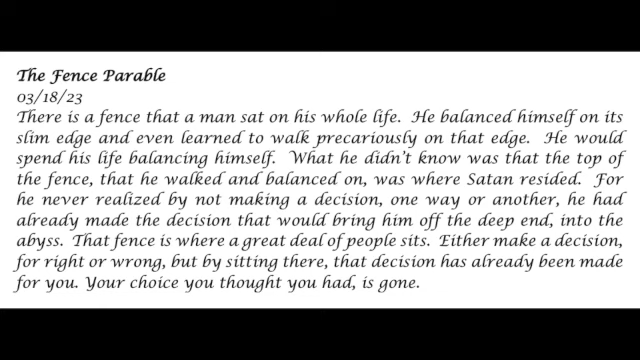 The Fence Parable
03/18/23
There is a fence that a man sat on his whole life. He balanced himself on its
slim edge and even learned to walk precariously on that edge. He would
spend his life balancing himself. What he didn't know was that the top of
the fence, that he walked and balanced on, was where Satan resided. For
he never realized by not making a decision, one way or another, he had
already made the decision that would bring him off the deep end, into the
abyss. That fence is where a great deal of people sits. Either make a decision,
for right or wrong, but by sitting there, that decision has already been made
for you. Your choice you thought you had, is gone.